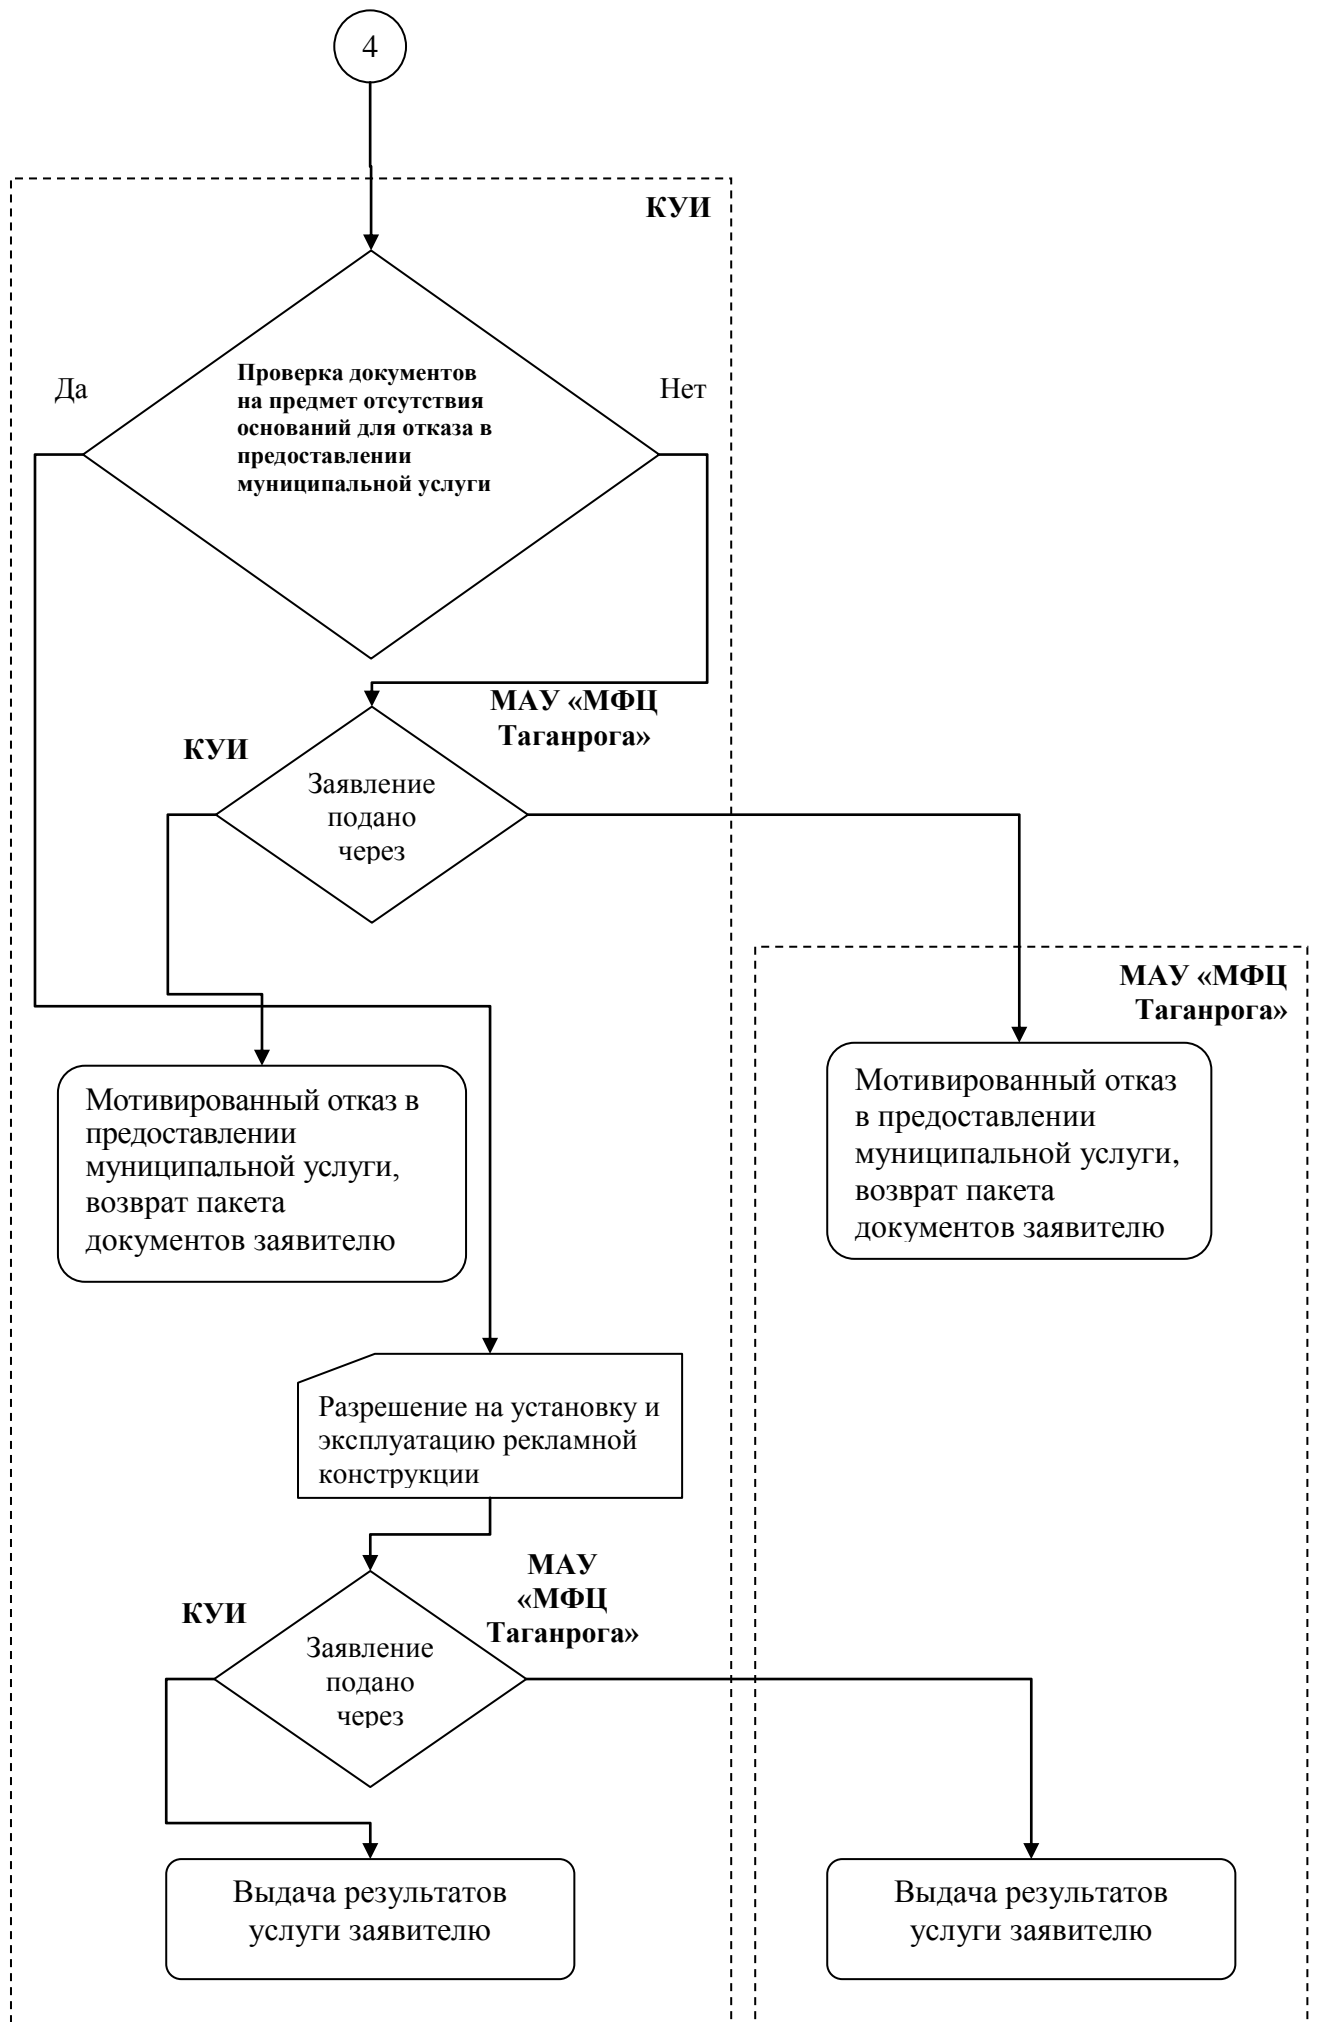 4
КУИ
Да
Проверка документов
на предмет отсутствия
оснований для отказа в
предоставлении
муниципальной услуги
Нет
МАУ «МФЦ
Таганрога»
КУИ
Заявление
подано
через
МАУ «МФЦ
Таганрога»
Мотивированный отказ в
предоставлении
муниципальной услуги,
возврат пакета
документов заявителю
Мотивированный отказ
в предоставлении
муниципальной услуги,
возврат пакета
документов заявителю
Разрешение на установку и
эксплуатацию рекламной
конструкции
МАУ
«МФЦ
Таганрога»
КУИ
Заявление
подано
через
Выдача результатов
услуги заявителю
Выдача результатов
услуги заявителю